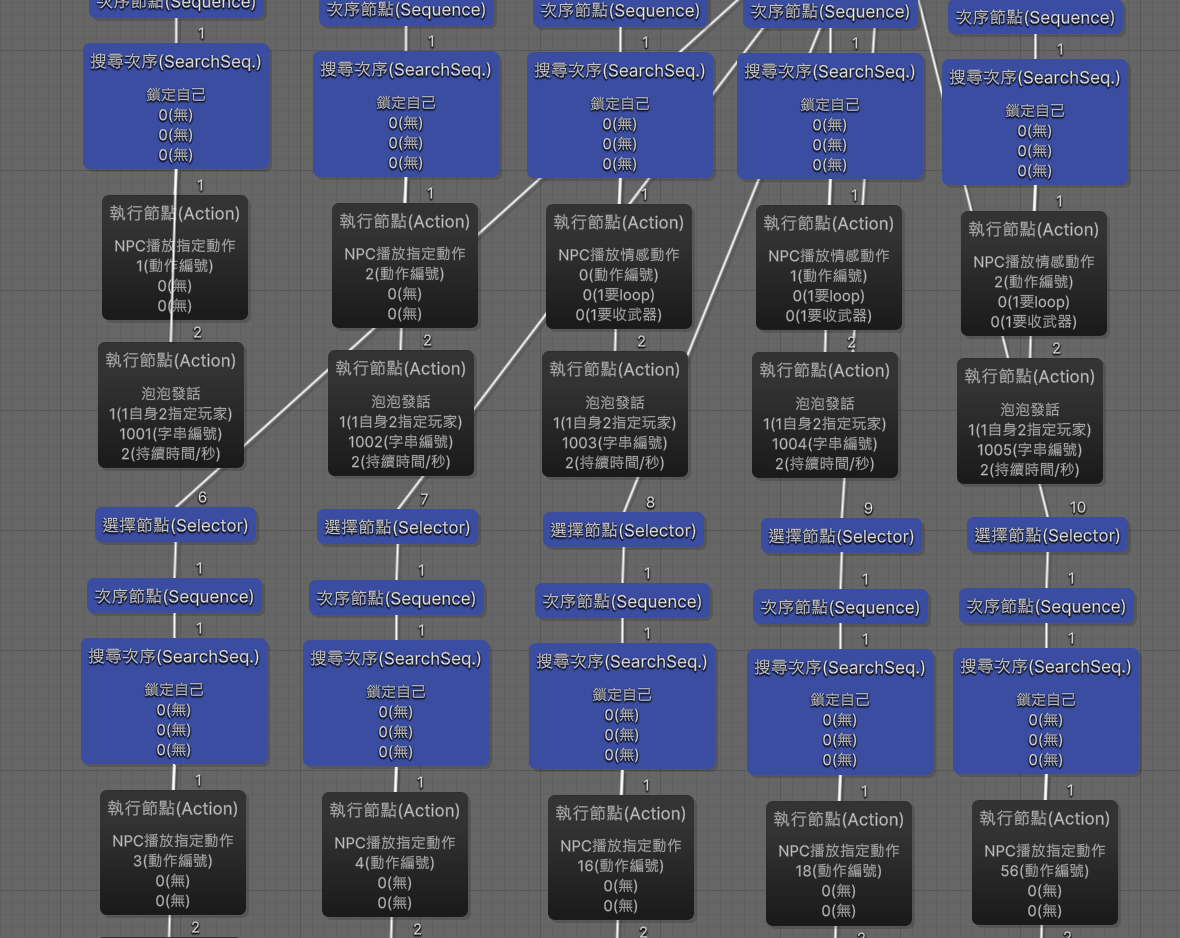 次序節點(Sequence)
1
搜尋次序(SearchSeq.)
鎖定自己
0(無)
0(無)
0(無)
1
執行節點(Action)
NPC播放指定動作
1(動作編號)
0(無)
0(無)
2
執行節點(Action)
泡泡發話
1(1自身2指定玩家)
1001(字串編號)
2(持續時間/秒)
次序節點(Sequence)
1
搜尋次序(SearchSeq.)
鎖定自己
0(無)
0(無)
0(無)
1
執行節點(Action)
NPC播放指定動作
2(動作編號)
0(無)
0(無)
2
執行節點(Action)
泡泡發話
1(1自身2指定玩家)
1002(字串編號)
2(持續時間/秒)
次序節點(Sequence)
1
搜尋次序(SearchSeq.)
鎖定自己
0(無)
0(無)
0(無)
1
執行節點(Action)
NPC播放情感動作
0(動作編號)
0(1要loop)
0(1要收武器)
2
執行節點(Action)
泡泡發話
1(1自身2指定玩家)
1003(字串編號)
2(持續時間/秒)
次序節點(Sequence)
1
搜尋次序(SearchSeq.)
鎖定自己
0(無)
0(無)
0(無)
1
執行節點(Action)
NPC播放情感動作
1(動作編號)
0(1要loop)
0(1要收武器)
2
執行節點(Action)
泡泡發話
1(1自身2指定玩家)
1004(字串編號)
2(持續時間/秒)
次序節點(Sequence)
1
搜尋次序(SearchSeq.)
鎖定自己
0(無)
0(無)
0(無)
1
執行節點(Action)
NPC播放情感動作
2(動作編號)
0(1要loop)
0(1要收武器)
2
執行節點(Action)
泡泡發話
1(1自身2指定玩家)
1005(字串編號)
2(持續時間/秒)
6
選擇節點(Selector)
1
次序節點(Sequence)
1
搜尋次序(SearchSeq.)
鎖定自己
0(無)
0(無)
0(無)
1
執行節點(Action)
NPC播放指定動作
3(動作編號)
0(無)
0(無)
2
7
選擇節點(Selector)
1
次序節點(Sequence)
1
搜尋次序(SearchSeq.)
鎖定自己
0(無)
0(無)
0(無)
1
執行節點(Action)
NPC播放指定動作
4(動作編號)
0(無)
0(無)
2
8
選擇節點(Selector)
1
次序節點(Sequence)
1
搜尋次序(SearchSeq.)
鎖定自己
0(無)
0(無)
0(無)
1
執行節點(Action)
NPC播放指定動作
16(動作編號)
0(無)
0(無)
2
9
選擇節點(Selector)
1
次序節點(Sequence)
1
搜尋次序(SearchSeq.)
鎖定自己
0(無)
0(無)
0(無)
1
執行節點(Action)
NPC播放指定動作
18(動作編號)
0(無)
0(無)
2
10
選擇節點(Selector)
1
次序節點(Sequence)
1
搜尋次序(SearchSeq.)
鎖定自己
0(無)
0(無)
0(無)
1
執行節點(Action)
NPC播放指定動作
56(動作編號)
0(無)
0(無)
2